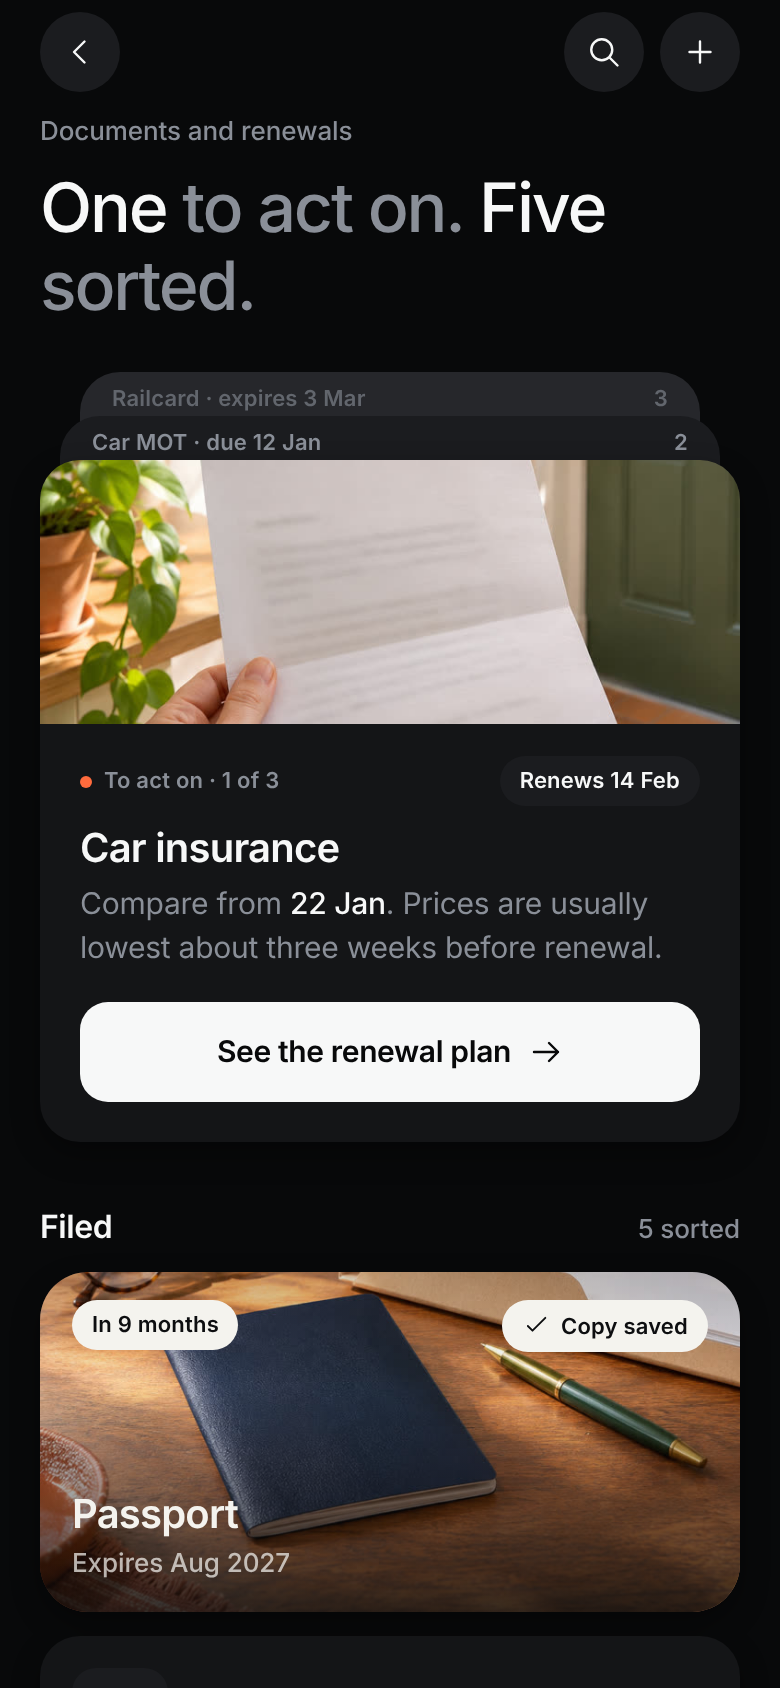 Documents and renewals
One to act on. Five
sorted.
Railcard · expires 3 Mar 3
Car MOT · due 12 Jan 2
To act on · 1 of 3 Renews 14 Feb
Car insurance
Compare from 22 Jan. Prices are usually
lowest about three weeks before renewal.
See the renewal plan →
Filed 5 sorted
In 9 months ✓ Copy saved
Passport
Expires Aug 2027